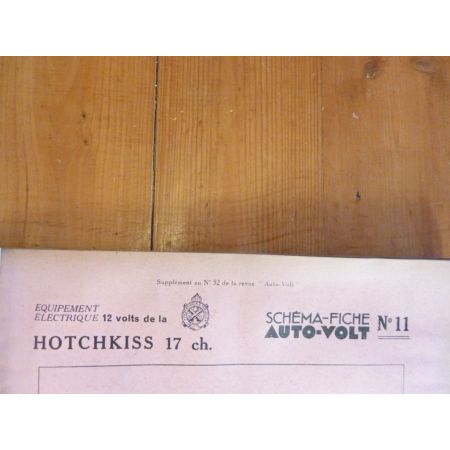 Supplément au N° 52 de la revue " Auto-Volt
EQUIPEMENT
ÉLECTRIQUE 12 volts de la
HOTCHKISS 17 ch.
SCHÉMA-FICHE
AUTO-VOLT N° 11